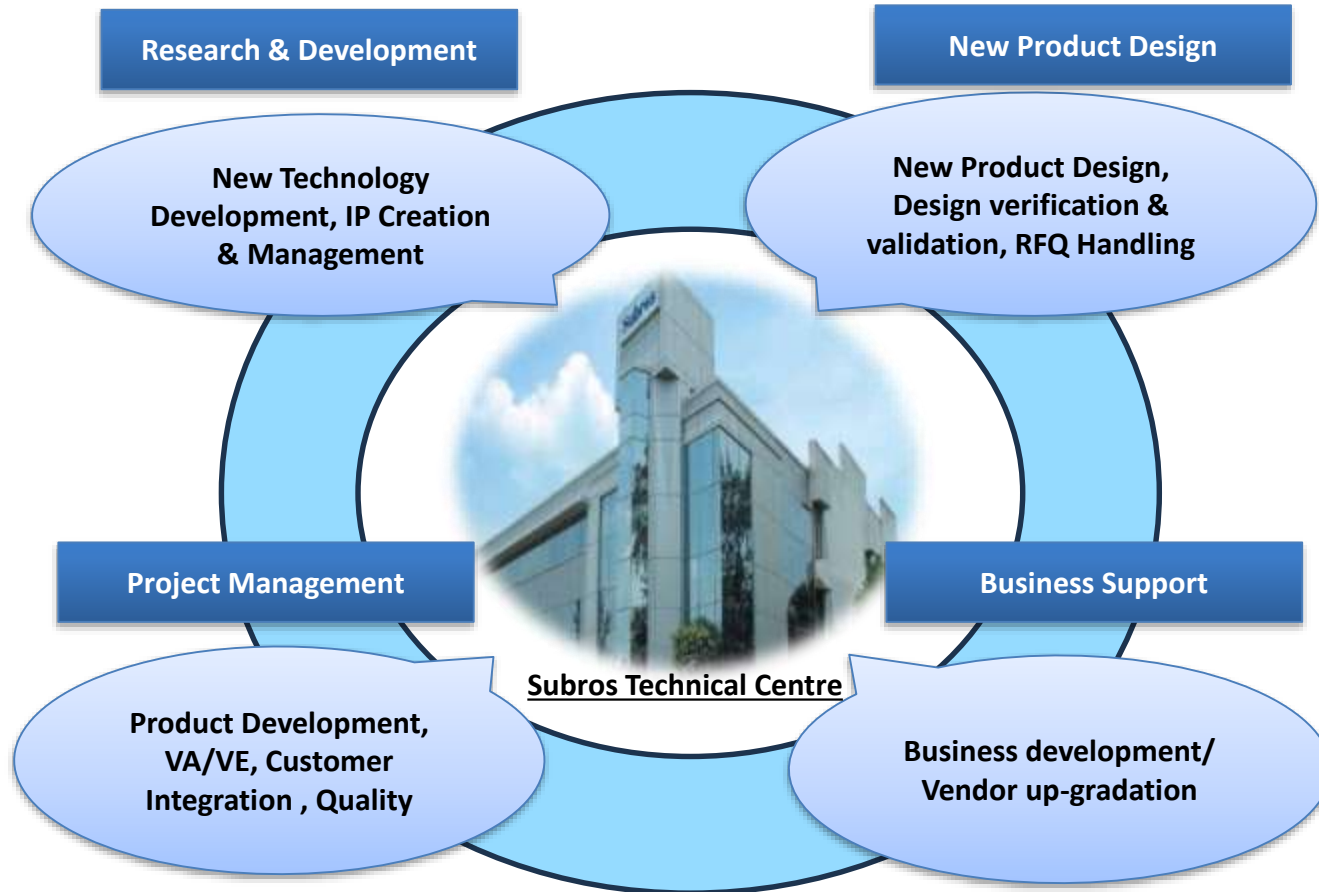 Research & Development
New Product Design
New Technology
Development, IP Creation
& Management
New Product Design,
Design verification &
validation, RFQ Handling
Subros
Project Management
Business Support
Subros Technical Centre
Product Development,
VA/VE, Customer
Integration , Quality
Business development/
Vendor up-gradation